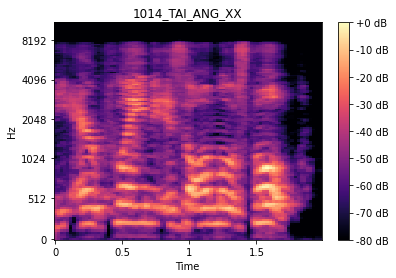 1014_TAI_ANG_XX
8192
4096
2048
1024
512
0
Hz
0
0.5
1
1.5
Time
+0 dB
-10 dB
-20 dB
-30 dB
-40 dB
-50 dB
-60 dB
-70 dB
-80 dB